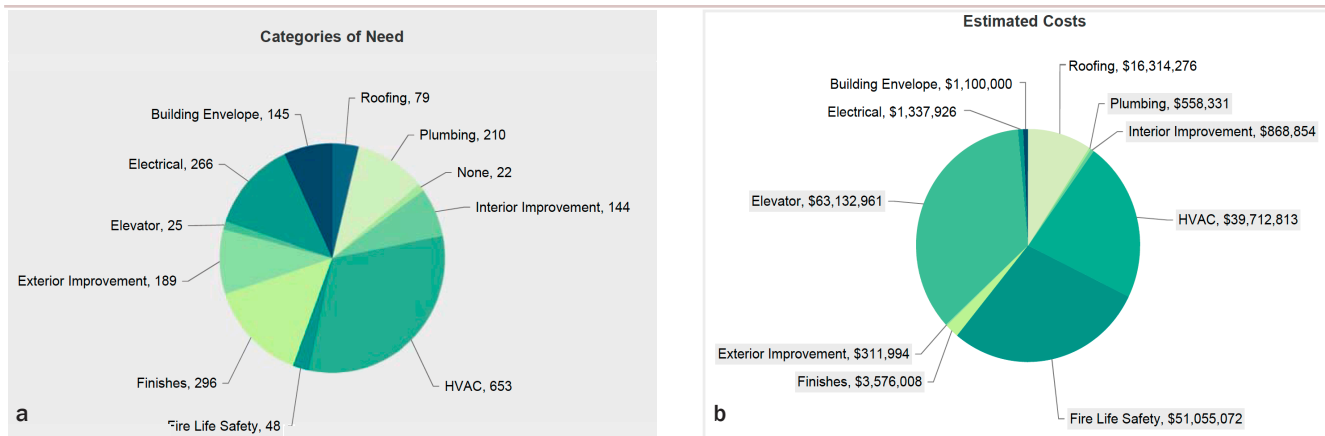 Categories of Need
Roofing, 79
Building Envelope, 145
Plumbing, 210
Electrical, 266
None, 22
Interior Improvement, 144
Elevator, 25
Exterior Improvement, 189
Finishes, 296
HVAC, 653
Fire Life Safety, 48
a
Estimated Costs
Roofing, $16,314,276
Building Envelope, $1,100,000
Plumbing, $558,331
Electrical, $1,337,926
Interior Improvement, $868,854
Elevator, $63,132,961
HVAC, $39,712,813
Exterior Improvement, $311,994
Finishes, $3,576,008
Fire Life Safety, $51,055,072
b